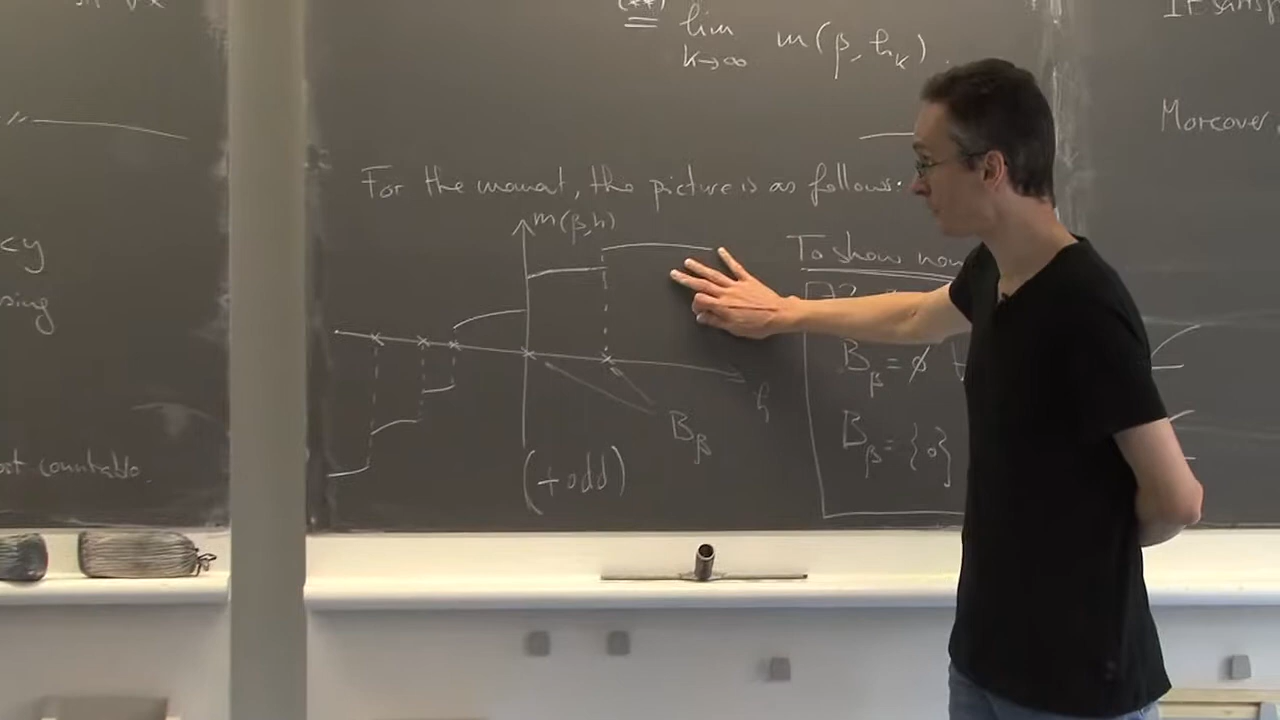 (**)
= lim m(β, h_k).
k→∞
Moreover,
For the moment, the picture is as follows:
cy
sing
m(β,h)
To show now
B_β = ∅ ∀
h
B_β
B_β = {0}
(+ odd)
countable.